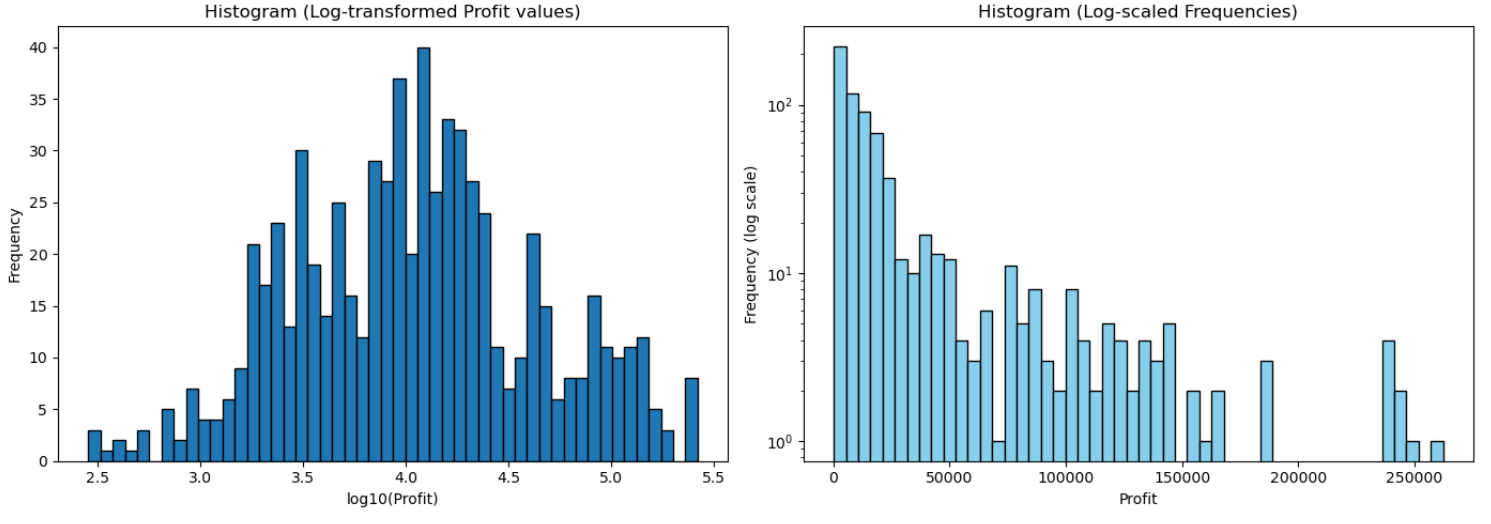 Histogram (Log-transformed Profit values)
40
35
30
25
20
15
10
5
0
Frequency
2.5 3.0 3.5 4.0 4.5 5.0 5.5
log10(Profit)
Histogram (Log-scaled Frequencies)
10²
10¹
10⁰
Frequency (log scale)
0 50000 100000 150000 200000 250000
Profit